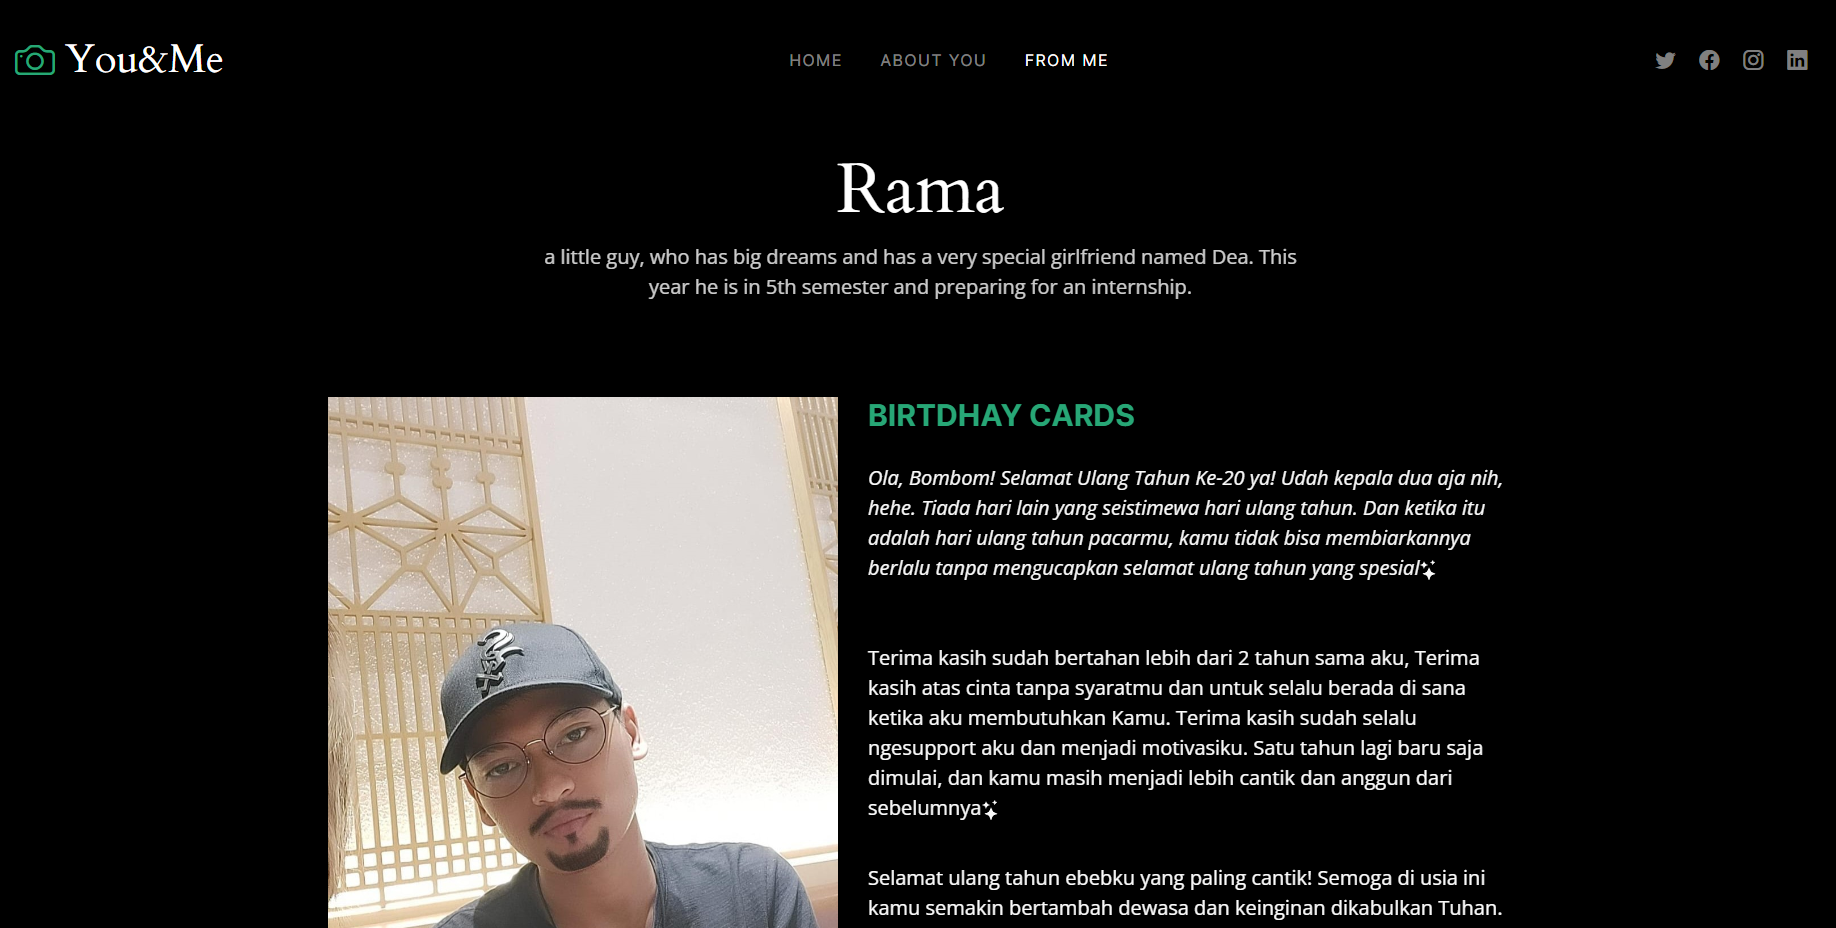 You&Me
HOME ABOUT YOU FROM ME
Rama
a little guy, who has big dreams and has a very special girlfriend named Dea. This
year he is in 5th semester and preparing for an internship.
BIRTDHAY CARDS
Ola, Bombom! Selamat Ulang Tahun Ke-20 ya! Udah kepala dua aja nih,
hehe. Tiada hari lain yang seistimewa hari ulang tahun. Dan ketika itu
adalah hari ulang tahun pacarmu, kamu tidak bisa membiarkannya
berlalu tanpa mengucapkan selamat ulang tahun yang spesial✨
Terima kasih sudah bertahan lebih dari 2 tahun sama aku, Terima
kasih atas cinta tanpa syaratmu dan untuk selalu berada di sana
ketika aku membutuhkan Kamu. Terima kasih sudah selalu
ngesupport aku dan menjadi motivasiku. Satu tahun lagi baru saja
dimulai, dan kamu masih menjadi lebih cantik dan anggun dari
sebelumnya✨
Selamat ulang tahun ebebku yang paling cantik! Semoga di usia ini
kamu semakin bertambah dewasa dan keinginan dikabulkan Tuhan.